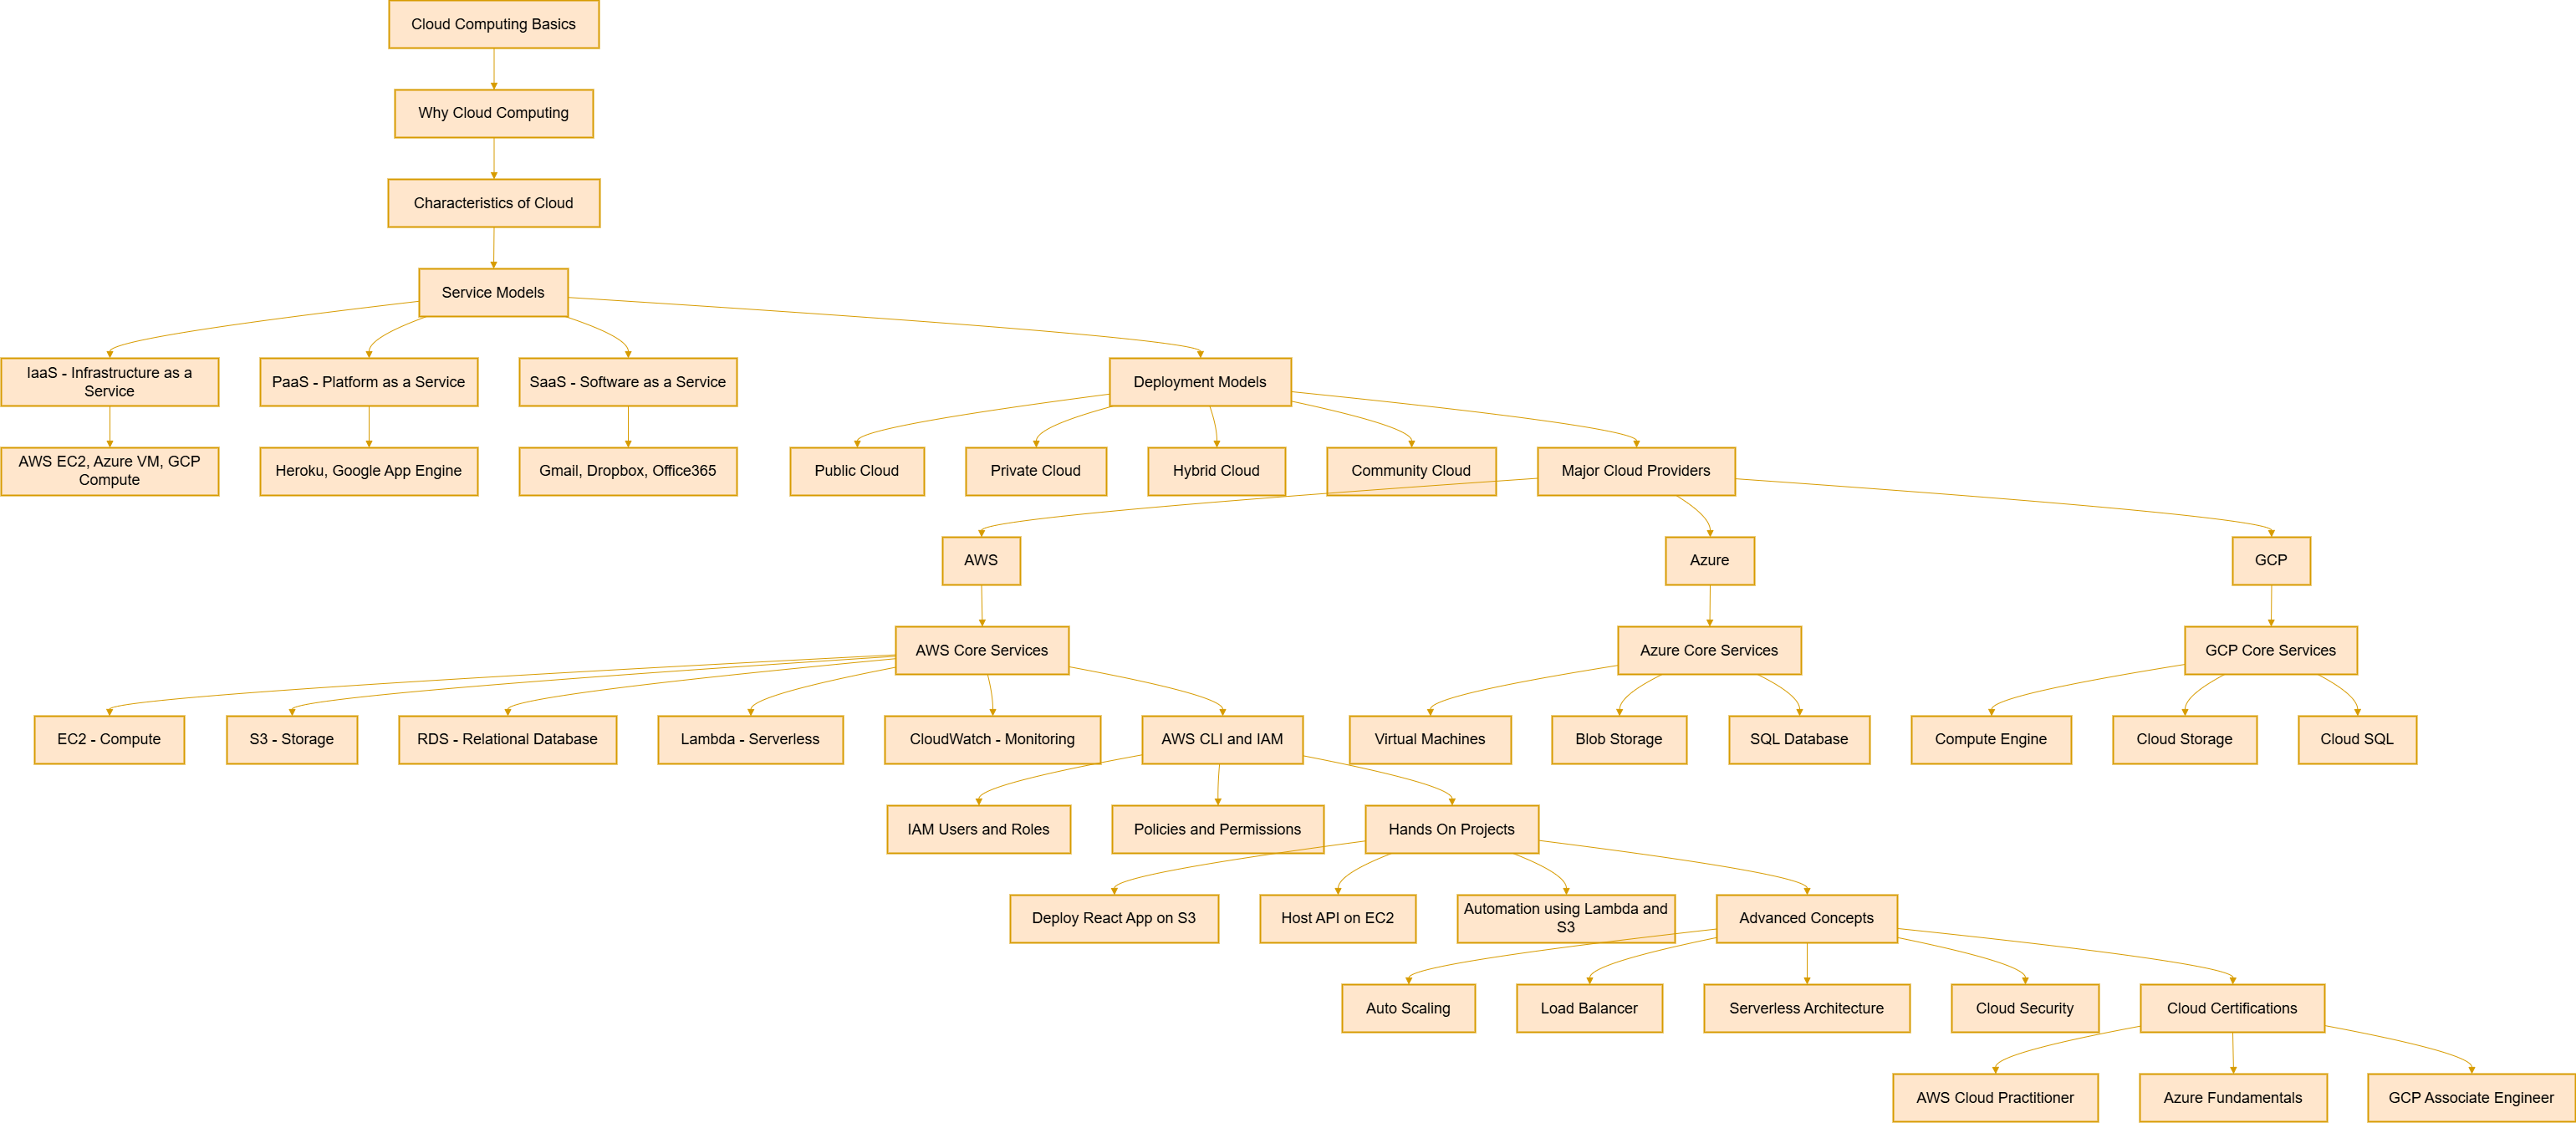 Cloud Computing Basics
Why Cloud Computing
Characteristics of Cloud
Service Models
IaaS - Infrastructure as a
Service
PaaS - Platform as a Service
SaaS - Software as a Service
Deployment Models
AWS EC2, Azure VM, GCP
Compute
Heroku, Google App Engine
Gmail, Dropbox, Office365
Public Cloud
Private Cloud
Hybrid Cloud
Community Cloud
Major Cloud Providers
AWS
Azure
GCP
AWS Core Services
Azure Core Services
GCP Core Services
EC2 - Compute
S3 - Storage
RDS - Relational Database
Lambda - Serverless
CloudWatch - Monitoring
AWS CLI and IAM
Virtual Machines
Blob Storage
SQL Database
Compute Engine
Cloud Storage
Cloud SQL
IAM Users and Roles
Policies and Permissions
Hands On Projects
Deploy React App on S3
Host API on EC2
Automation using Lambda and
S3
Advanced Concepts
Auto Scaling
Load Balancer
Serverless Architecture
Cloud Security
Cloud Certifications
AWS Cloud Practitioner
Azure Fundamentals
GCP Associate Engineer